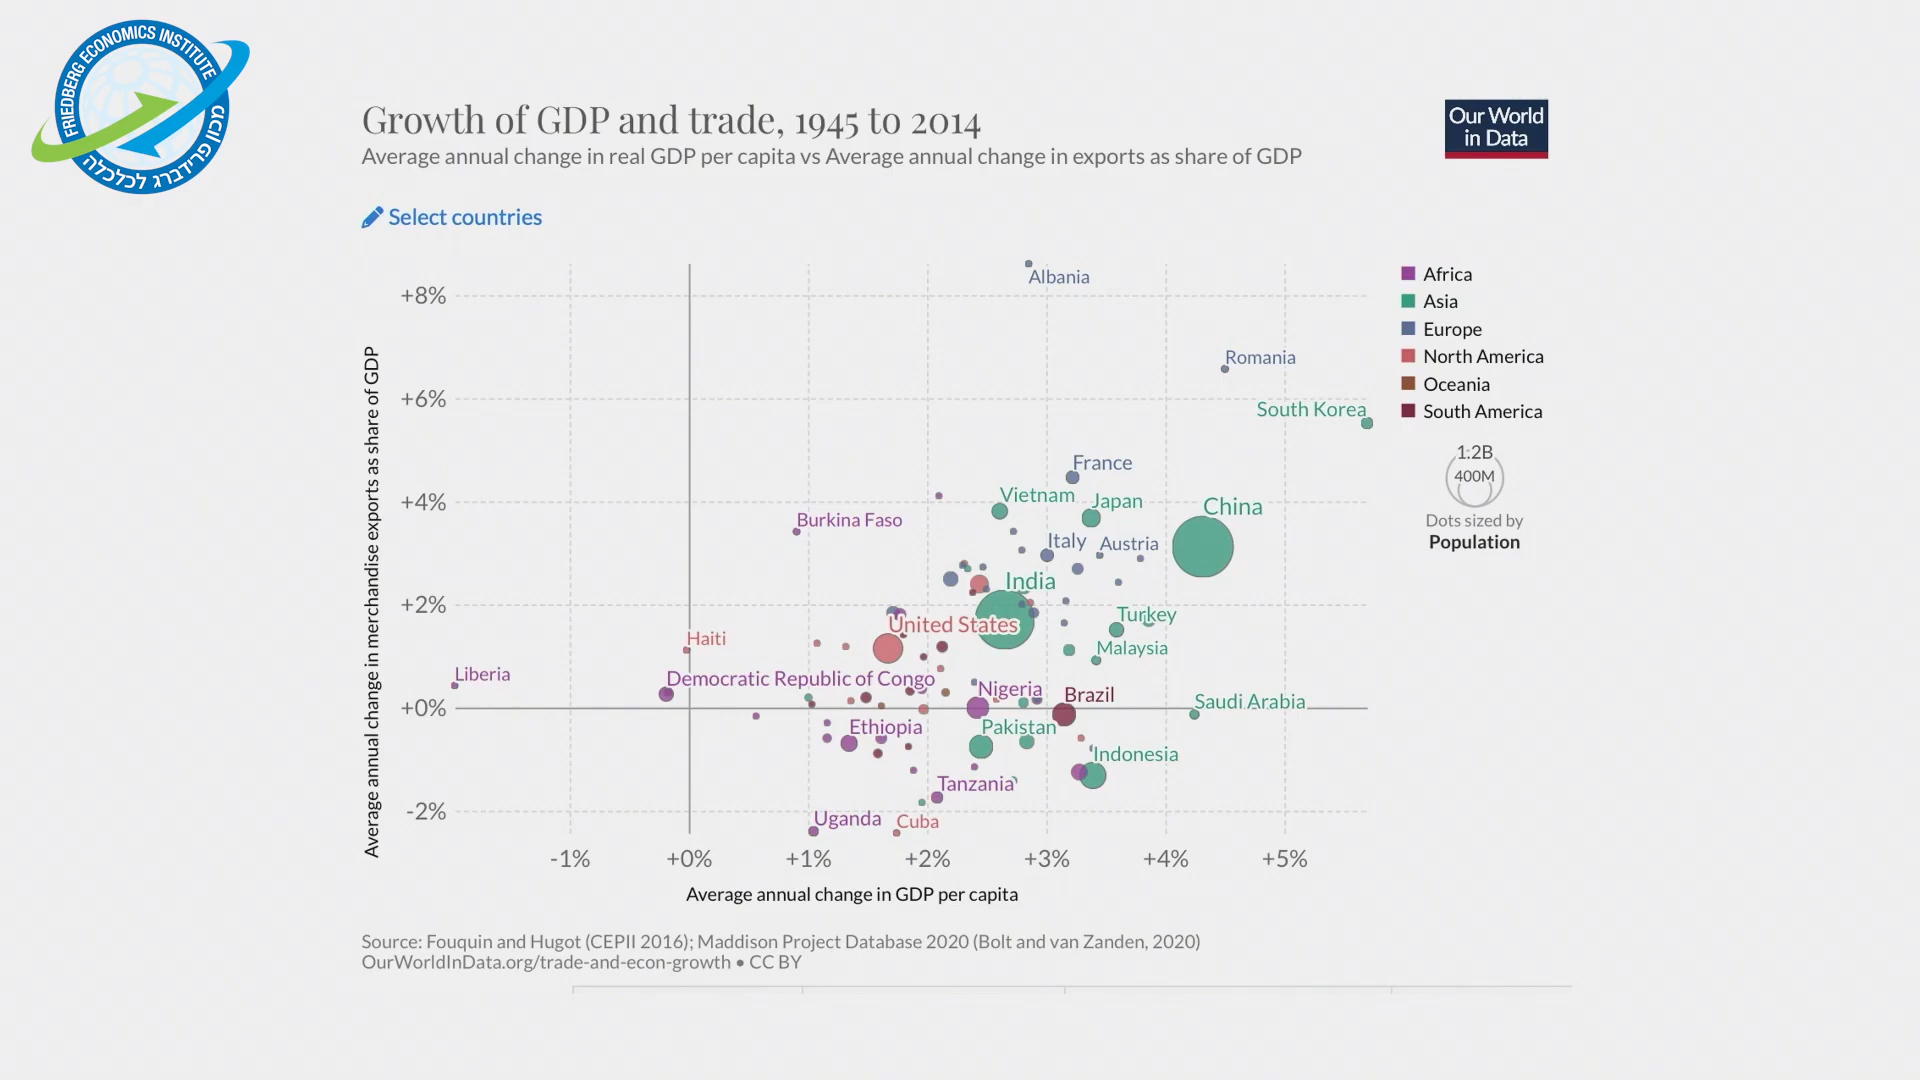 FRIEDBERG ECONOMICS INSTITUTE
מכון פרידברג לכלכלה
Growth of GDP and trade, 1945 to 2014
Average annual change in real GDP per capita vs Average annual change in exports as share of GDP
Our World
in Data
Select countries
Average annual change in merchandise exports as share of GDP
+8%
+6%
+4%
+2%
+0%
-2%
Albania
Romania
South Korea
France
Vietnam
Japan
China
Burkina Faso
Italy
Austria
India
Turkey
United States
Haiti
Malaysia
Liberia
Democratic Republic of Congo
Nigeria
Brazil
Saudi Arabia
Ethiopia
Pakistan
Indonesia
Tanzania
Uganda
Cuba
-1%
+0%
+1%
+2%
+3%
+4%
+5%
Average annual change in GDP per capita
Africa
Asia
Europe
North America
Oceania
South America
1.2B
400M
Dots sized by
Population
Source: Fouquin and Hugot (CEPII 2016); Maddison Project Database 2020 (Bolt and van Zanden, 2020)
OurWorldInData.org/trade-and-econ-growth • CC BY